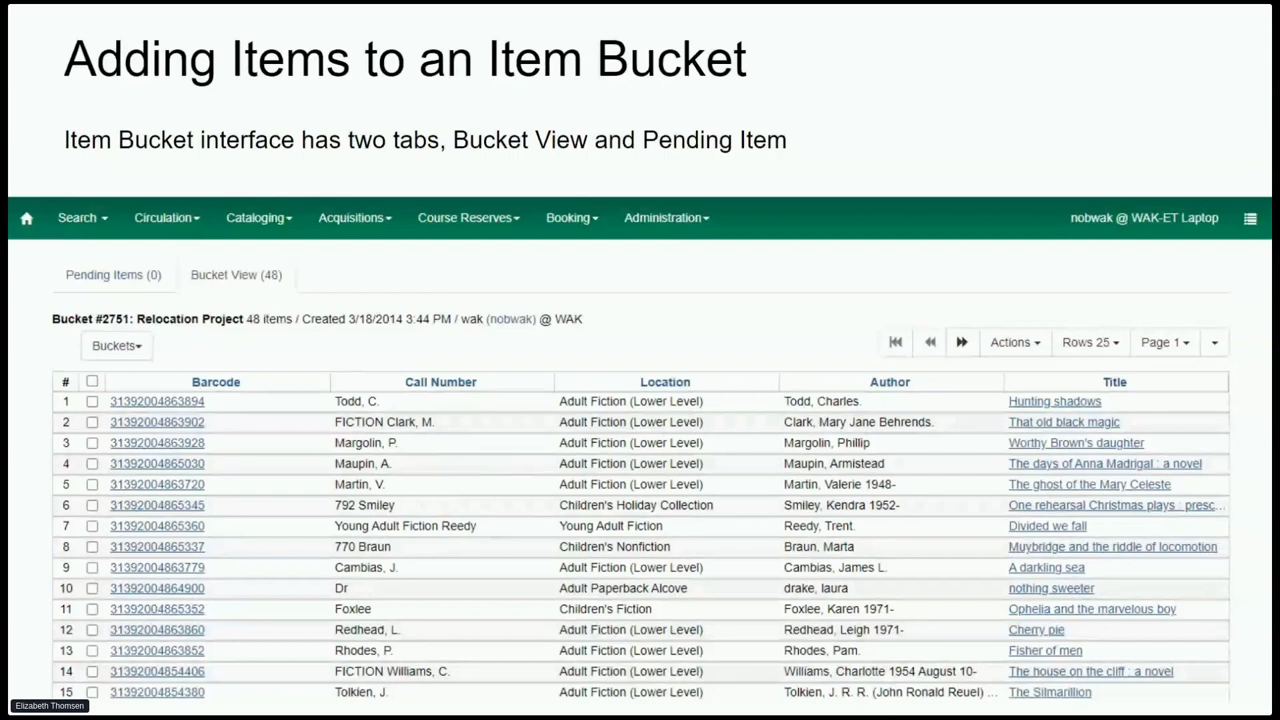 Adding Items to an Item Bucket
Item Bucket interface has two tabs, Bucket View and Pending Item
Search Circulation Cataloging Acquisitions Course Reserves Booking Administration nobwak @ WAK-ET Laptop
Pending Items (0) Bucket View (48)
Bucket #2751: Relocation Project 48 items / Created 3/18/2014 3:44 PM / wak (nobwak) @ WAK
Buckets Actions Rows 25 Page 1
# Barcode Call Number Location Author Title
1 31392004863894 Todd, C. Adult Fiction (Lower Level) Todd, Charles. Hunting shadows
2 31392004863902 FICTION Clark, M. Adult Fiction (Lower Level) Clark, Mary Jane Behrends. That old black magic
3 31392004863928 Margolin, P. Adult Fiction (Lower Level) Margolin, Phillip Worthy Brown's daughter
4 31392004865030 Maupin, A. Adult Fiction (Lower Level) Maupin, Armistead The days of Anna Madrigal : a novel
5 31392004863720 Martin, V. Adult Fiction (Lower Level) Martin, Valerie 1948- The ghost of the Mary Celeste
6 31392004865345 792 Smiley Children's Holiday Collection Smiley, Kendra 1952- One rehearsal Christmas plays : presc...
7 31392004865360 Young Adult Fiction Reedy Young Adult Fiction Reedy, Trent. Divided we fall
8 31392004865337 770 Braun Children's Nonfiction Braun, Marta Muybridge and the riddle of locomotion
9 31392004863779 Cambias, J. Adult Fiction (Lower Level) Cambias, James L. A darkling sea
10 31392004864900 Dr Adult Paperback Alcove drake, laura nothing sweeter
11 31392004865352 Foxlee Children's Fiction Foxlee, Karen 1971- Ophelia and the marvelous boy
12 31392004863860 Redhead, L. Adult Fiction (Lower Level) Redhead, Leigh 1971- Cherry pie
13 31392004863852 Rhodes, P. Adult Fiction (Lower Level) Rhodes, Pam. Fisher of men
14 31392004854406 FICTION Williams, C. Adult Fiction (Lower Level) Williams, Charlotte 1954 August 10- The house on the cliff : a novel
15 31392004854380 Tolkien, J. Adult Fiction (Lower Level) Tolkien, J. R. R. (John Ronald Reuel) ... The Silmarillion
Elizabeth Thomsen